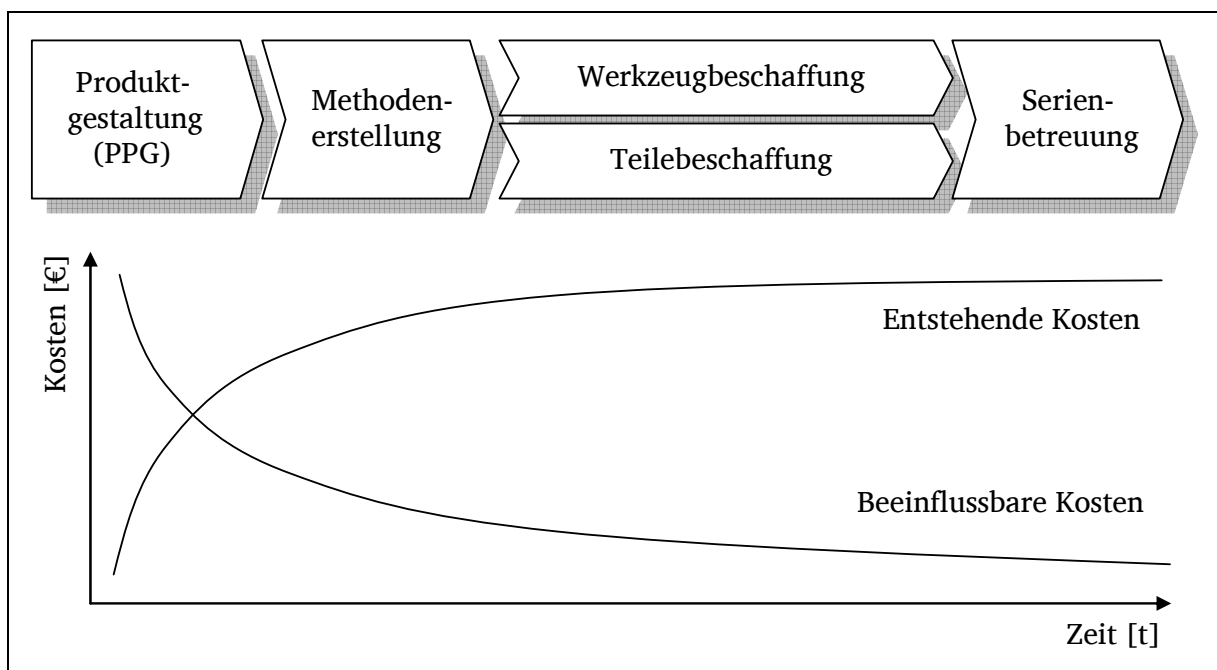 Produkt-
gestaltung
(PPG)
Methoden-
erstellung
Werkzeugbeschaffung
Teilebeschaffung
Serien-
betreuung
Kosten [€]
Entstehende Kosten
Beeinflussbare Kosten
Zeit [t]